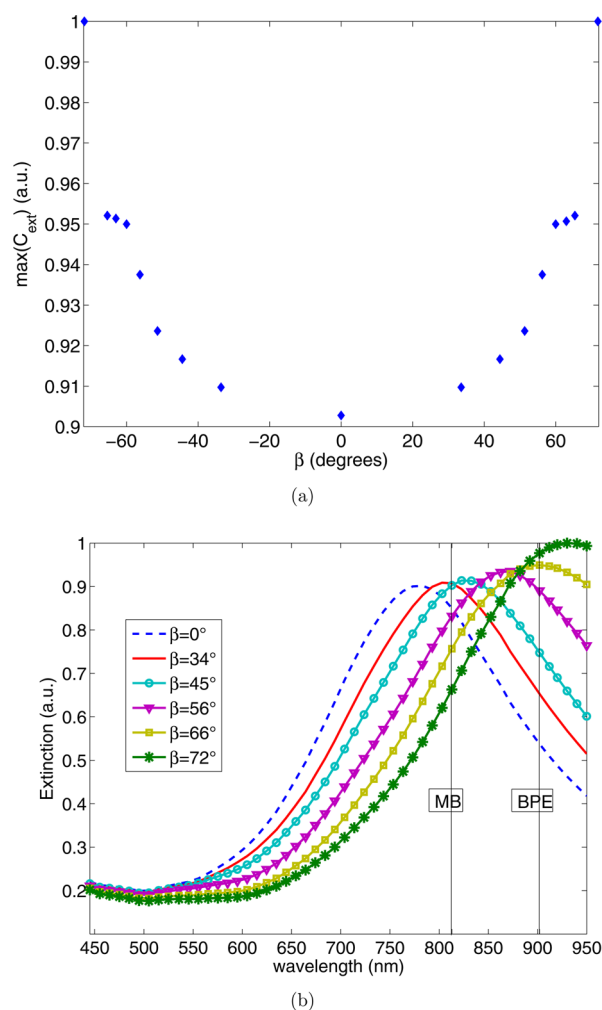 1
0.99
0.98
0.97
0.96
0.95
0.94
0.93
0.92
0.91
0.9
max(C_ext) (a.u.)
−60 −40 −20 0 20 40 60
β (degrees)
(a)
1
0.9
0.8
0.7
0.6
0.5
0.4
0.3
0.2
Extinction (a.u.)
β=0°
β=34°
β=45°
β=56°
β=66°
β=72°
MB BPE
450 500 550 600 650 700 750 800 850 900 950
wavelength (nm)
(b)